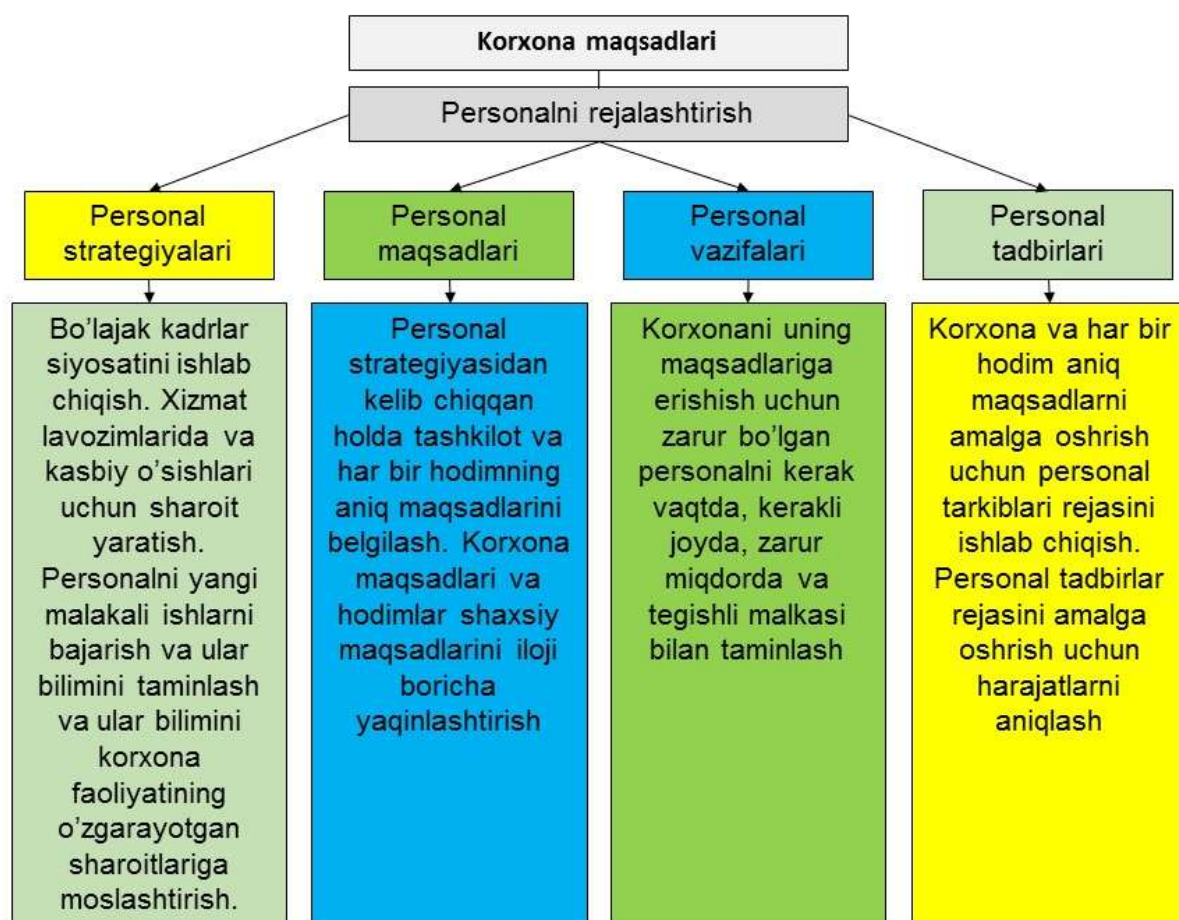 Korxona maqsadlari
Personalni rejalashtirish
Personal
strategiyalari
Personal
maqsadlari
Personal
vazifalari
Personal
tadbirlari
Bo’lajak kadrlar
siyosatini ishlab
chiqish. Xizmat
lavozimlarida va
kasbiy o’sishlari
uchun sharoit
yaratish.
Personalni yangi
malakali ishlarni
bajarish va ular
bilimini taminlash
va ular bilimini
korxona
faoliyatining
o’zgarayotgan
sharoitlariga
moslashtirish.
Personal
strategiyasidan
kelib chiqqan
holda tashkilot va
har bir hodimning
aniq maqsadlarini
belgilash. Korxona
maqsadlari va
hodimlar shaxsiy
maqsadlarini iloji
boricha
yaqinlashtirish
Korxonani uning
maqsadlariga
erishish uchun
zarur bo’lgan
personalni kerak
vaqtda, kerakli
joyda, zarur
miqdorda va
tegishli malkasi
bilan taminlash
Korxona va har bir
hodim aniq
maqsadlarni
amalga oshrish
uchun personal
tarkiblari rejasini
ishlab chiqish.
Personal tadbirlar
rejasini amalga
oshrish uchun
harajatlarni
aniqlash